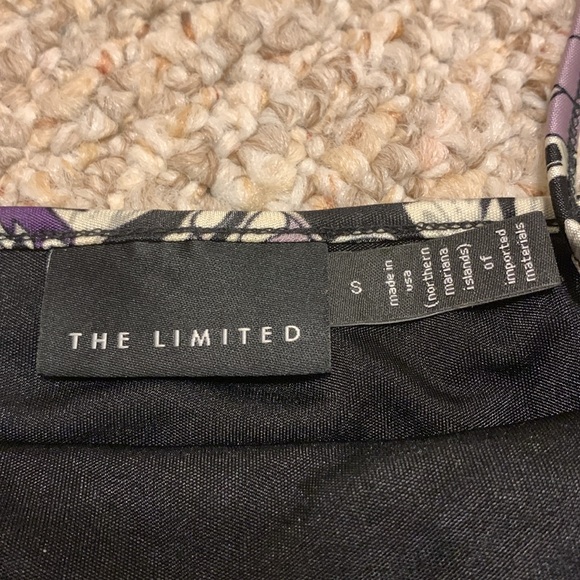 THE LIMITED
S
made in
usa
(northern
mariana
islands)
of
imported
materials